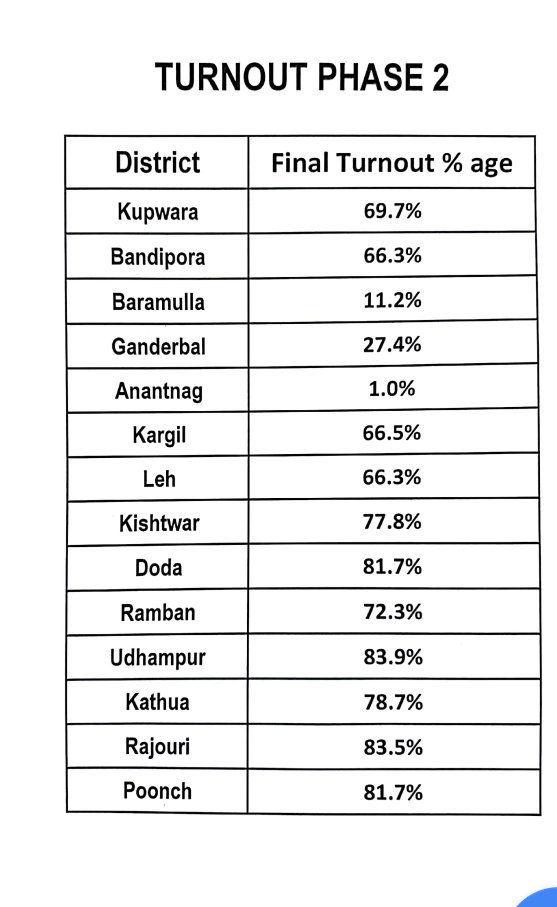 TURNOUT PHASE 2
District Final Turnout % age
Kupwara 69.7%
Bandipora 66.3%
Baramulla 11.2%
Ganderbal 27.4%
Anantnag 1.0%
Kargil 66.5%
Leh 66.3%
Kishtwar 77.8%
Doda 81.7%
Ramban 72.3%
Udhampur 83.9%
Kathua 78.7%
Rajouri 83.5%
Poonch 81.7%